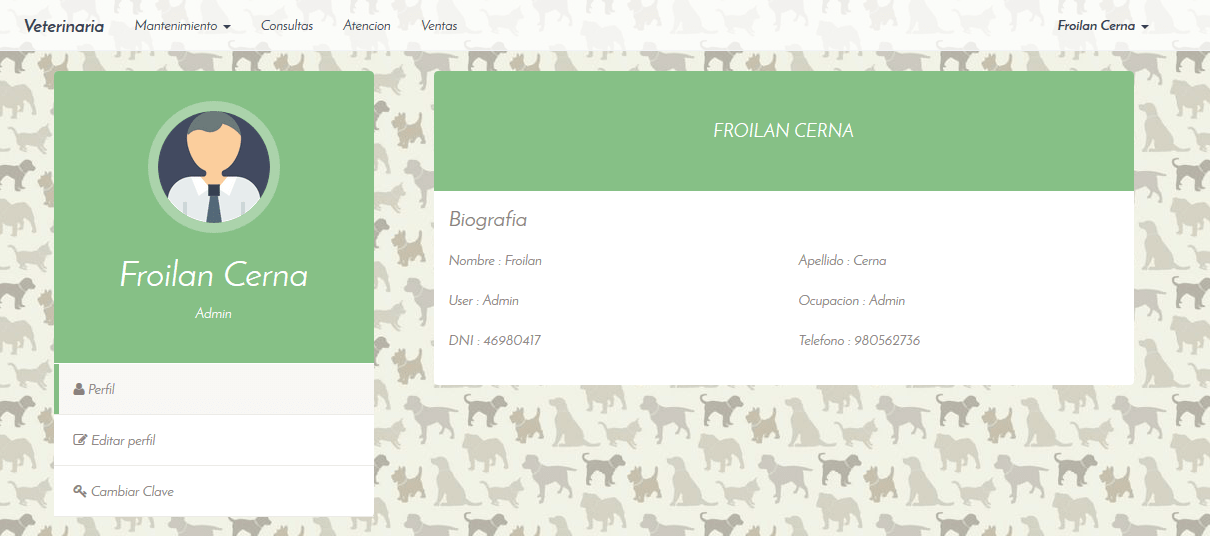 Veterinaria Mantenimiento Consultas Atencion Ventas Froilan Cerna
Froilan Cerna
Admin
Perfil
Editar perfil
Cambiar Clave
FROILAN CERNA
Biografia
Nombre : Froilan Apellido : Cerna
User : Admin Ocupacion : Admin
DNI : 46980417 Telefono : 980562736